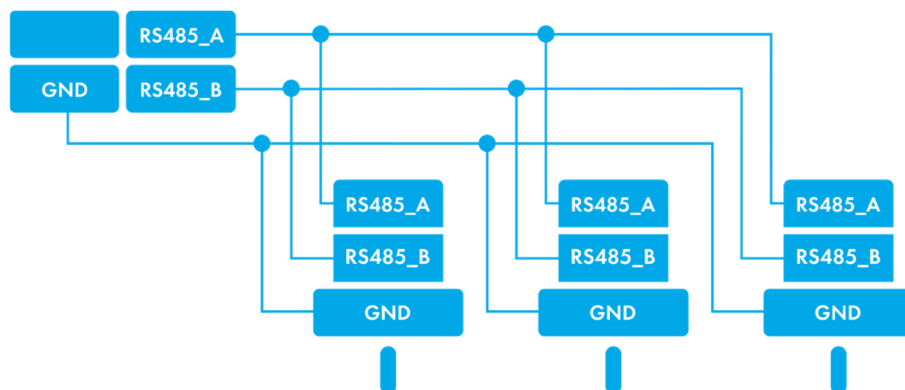 RS485_A
GND RS485_B
RS485_A RS485_A RS485_A
RS485_B RS485_B RS485_B
GND GND GND